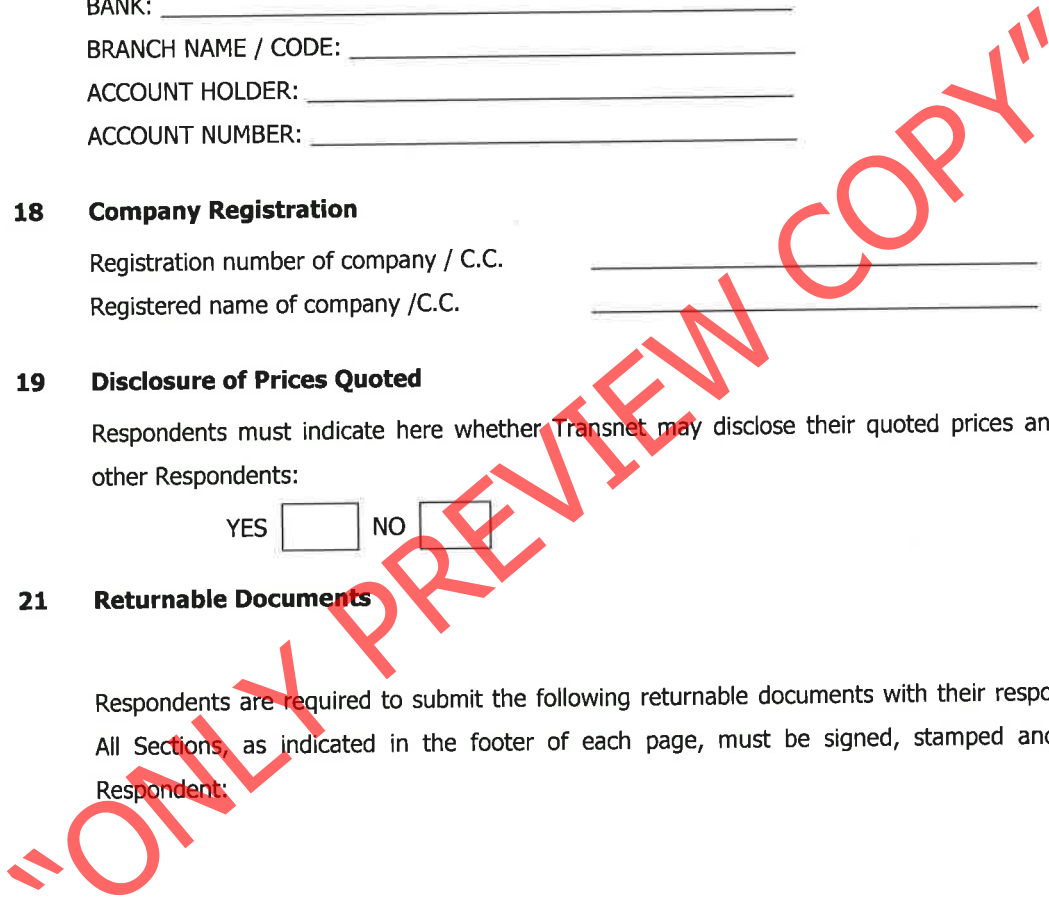 BANK:
BRANCH NAME / CODE:
ACCOUNT HOLDER:
ACCOUNT NUMBER:
18 Company Registration
Registration number of company / C.C.
Registered name of company /C.C.
19 Disclosure of Prices Quoted
Respondents must indicate here whether Transnet may disclose their quoted prices an
other Respondents:
YES NO
21 Returnable Documents
Respondents are required to submit the following returnable documents with their respo
All Sections, as indicated in the footer of each page, must be signed, stamped and
Respondent:
"ONLY PREVIEW COPY"